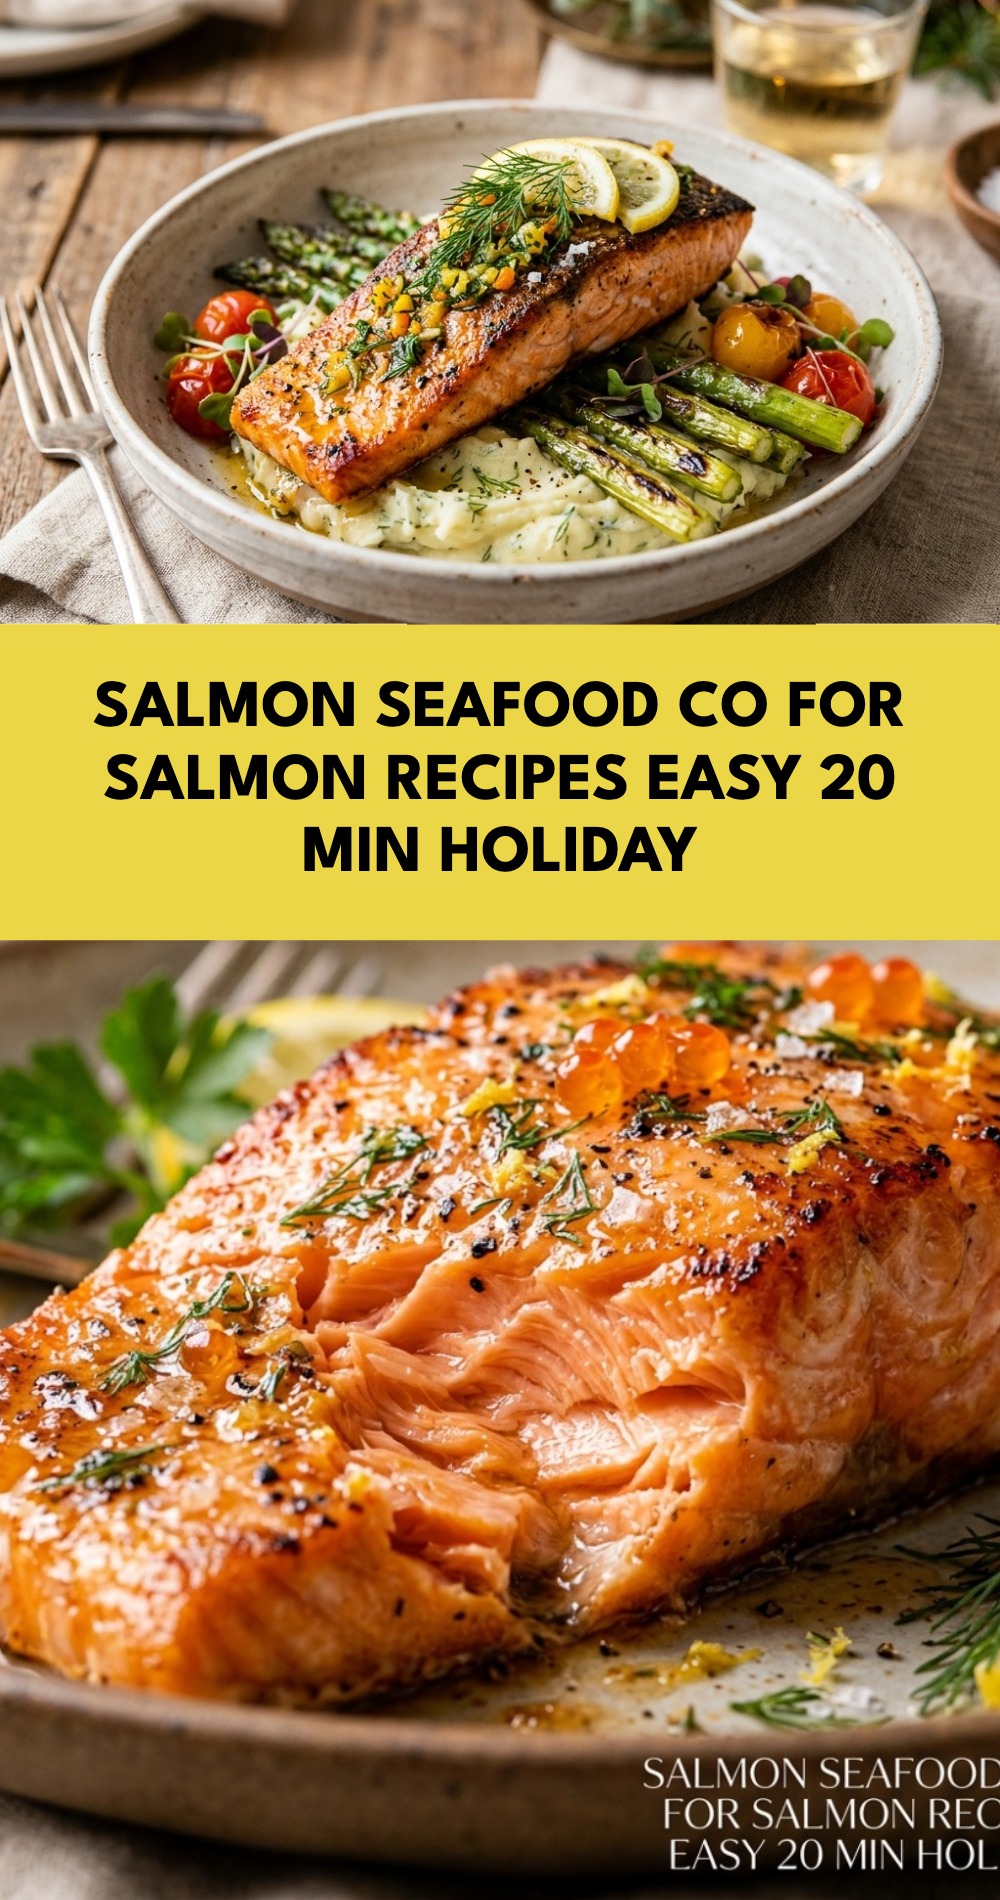 SALMON SEAFOOD CO FOR
SALMON RECIPES EASY 20
MIN HOLIDAY
SALMON SEAFOOD
FOR SALMON REC
EASY 20 MIN HOL